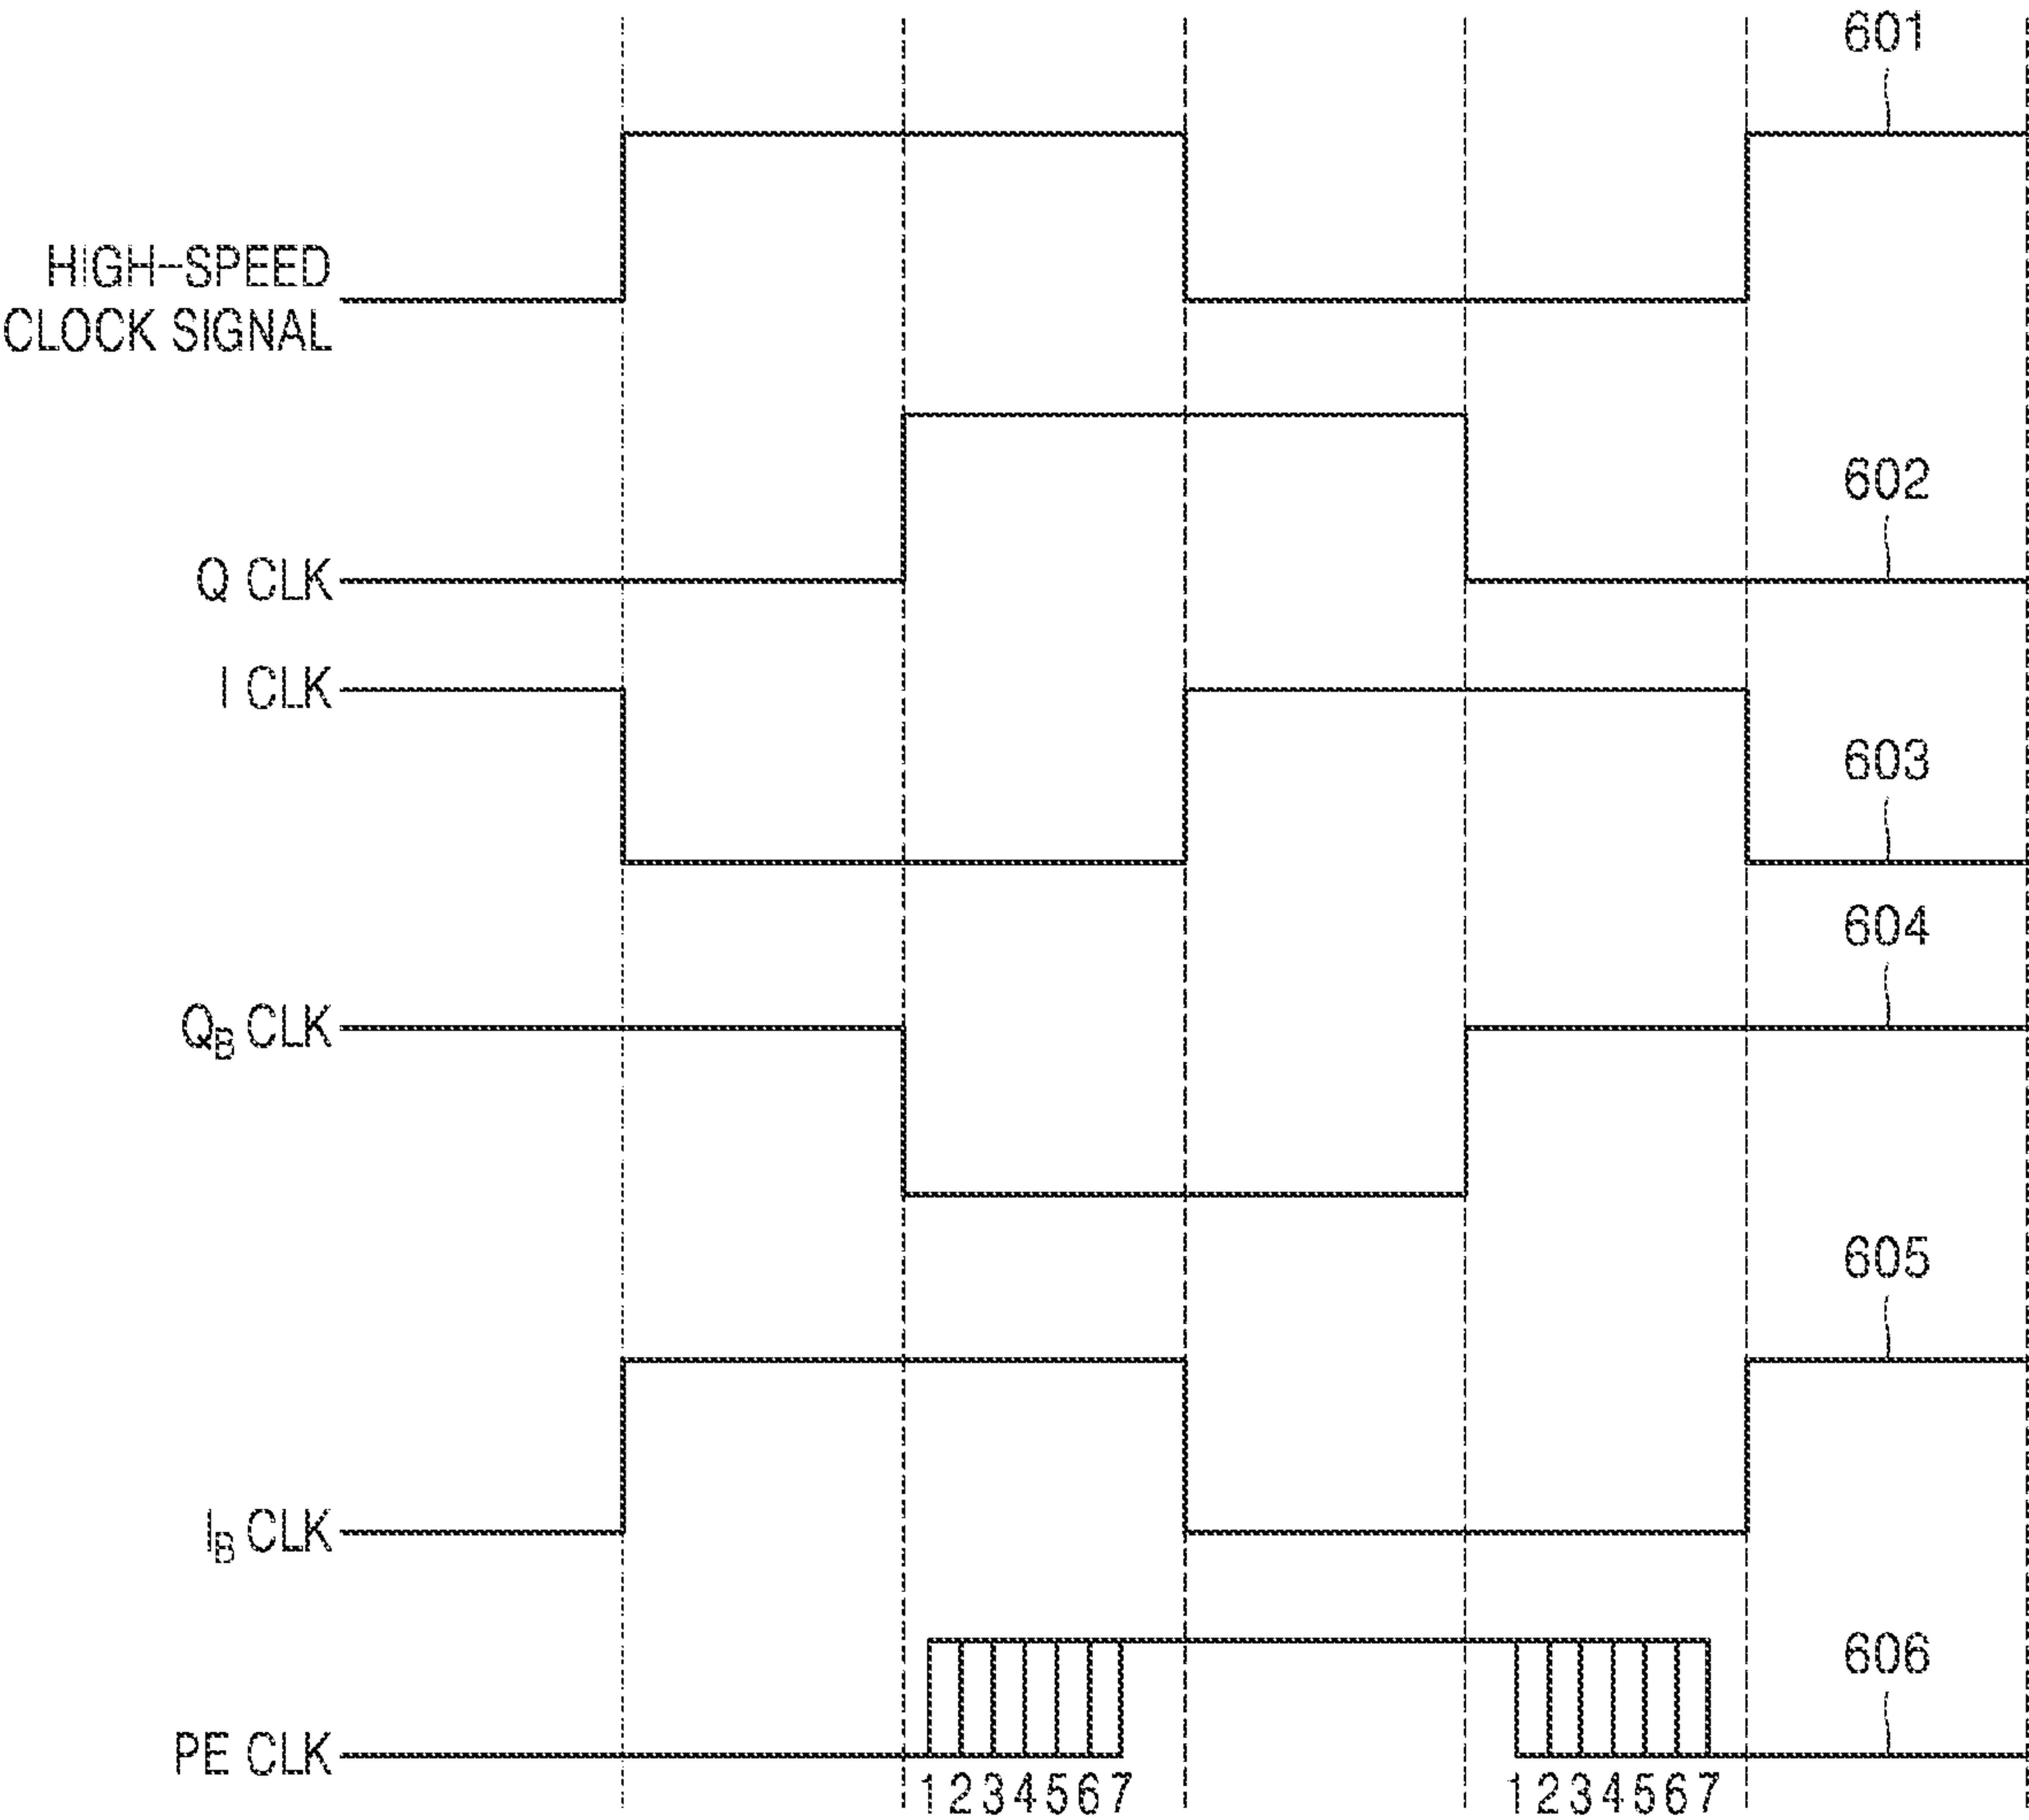 601
HIGH-SPEED
CLOCK SIGNAL
602
Q CLK
I CLK
603
604
QB CLK
605
IB CLK
606
PE CLK
1234567
1234567